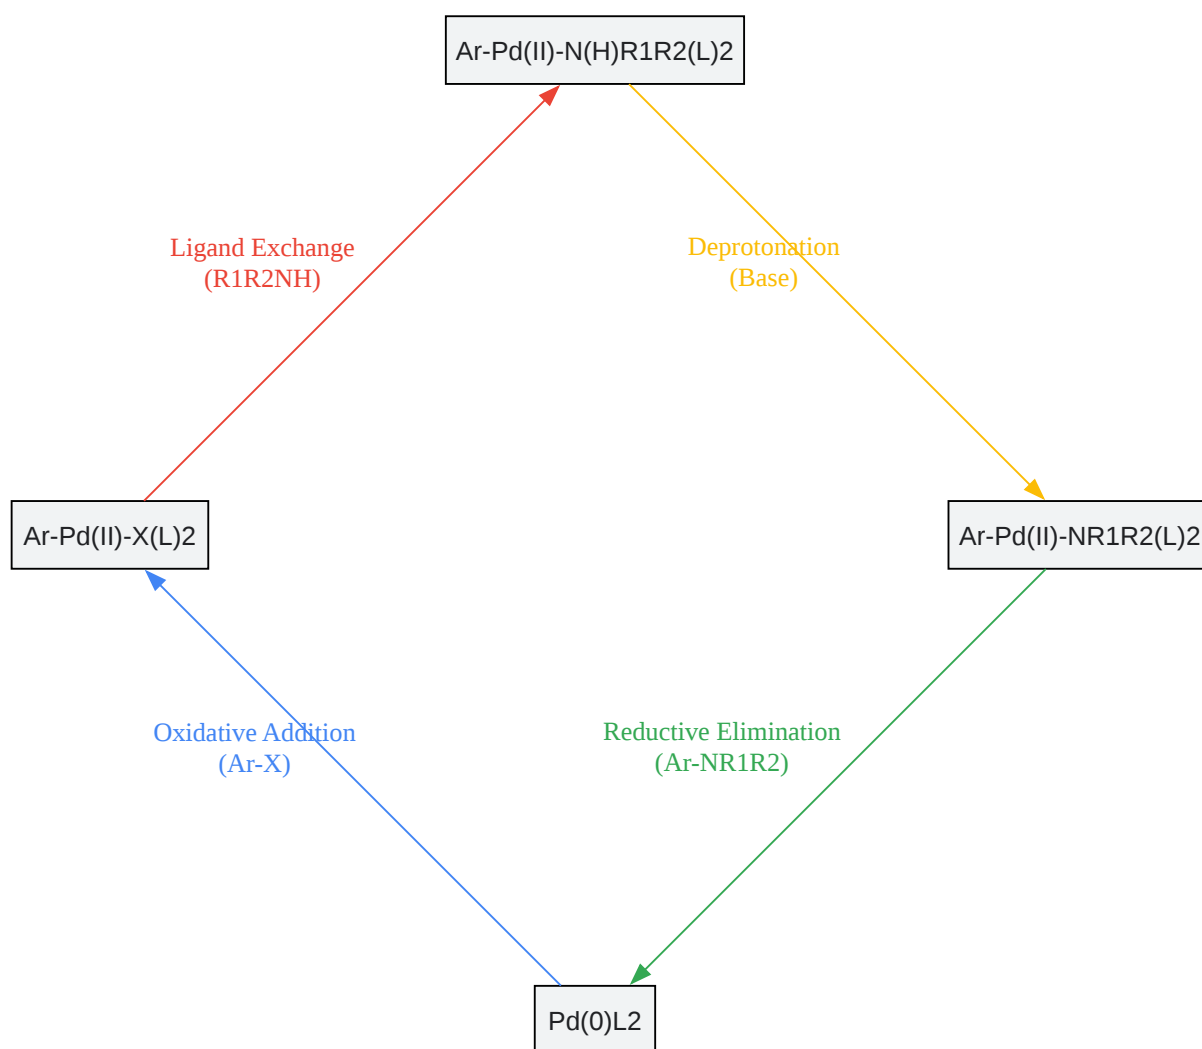 Ar-Pd(II)-N(H)R1R2(L)2
Ligand Exchange
(R1R2NH)
Deprotonation
(Base)
Ar-Pd(II)-X(L)2
Ar-Pd(II)-NR1R2(L)2
Oxidative Addition
(Ar-X)
Reductive Elimination
(Ar-NR1R2)
Pd(0)L2